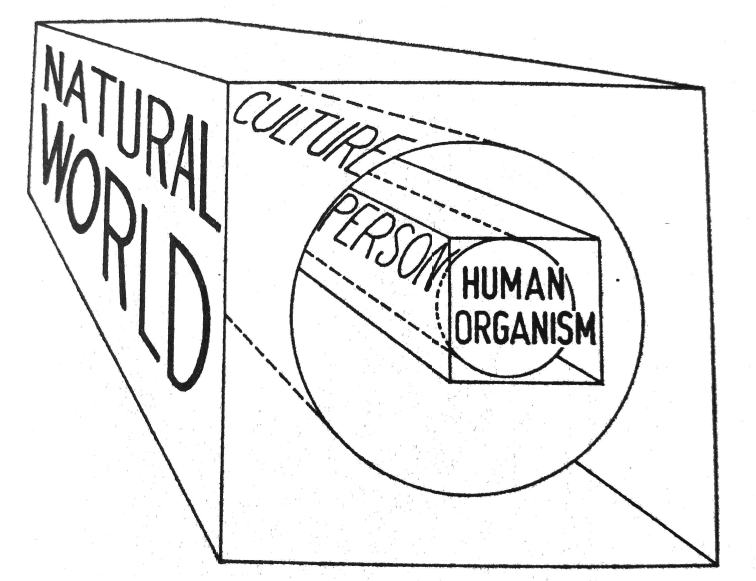 NATURAL
WORLD
CULTURE
PERSON
HUMAN
ORGANISM